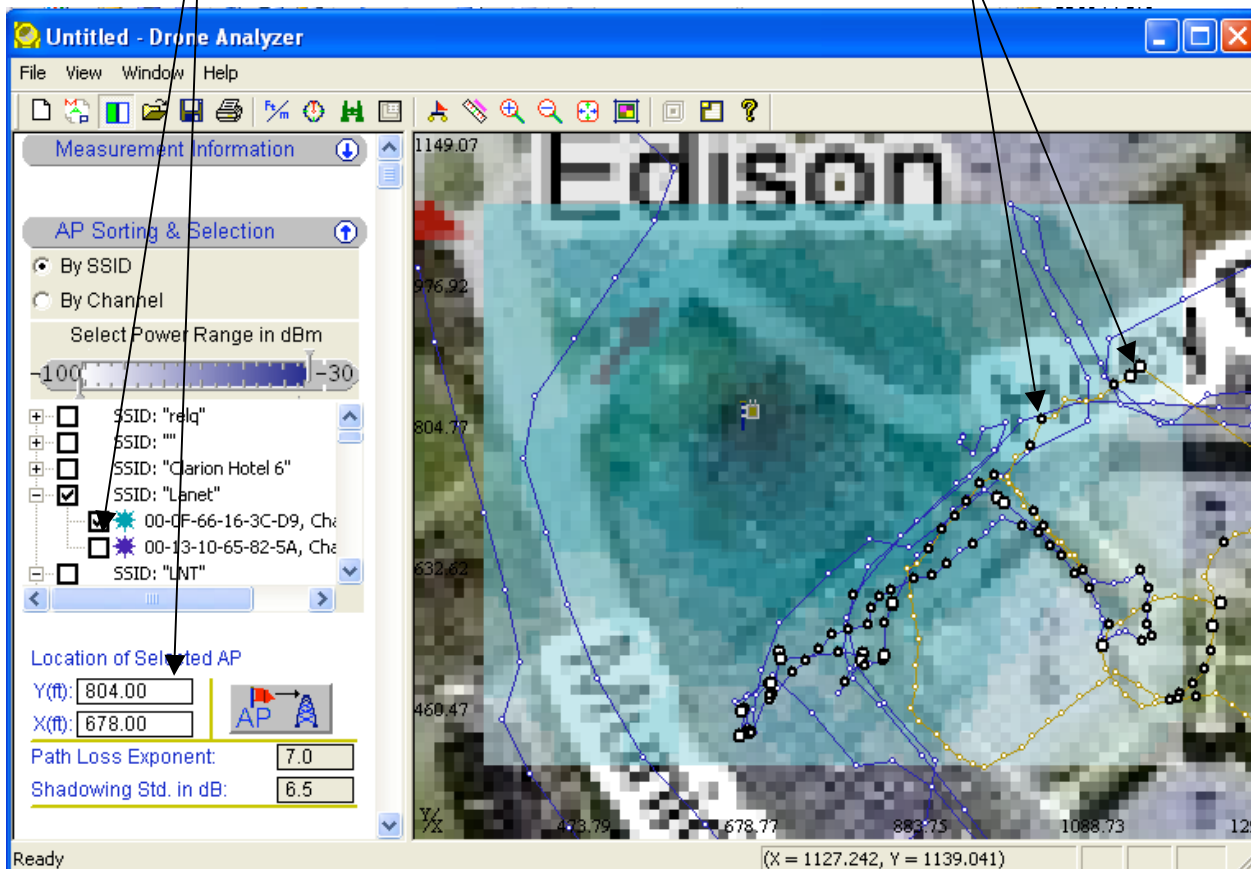 Untitled - Drone Analyzer
File View Window Help
Ft/m
Measurement Information
AP Sorting & Selection
By SSID
By Channel
Select Power Range in dBm
-100 -30
SSID: "relq"
SSID: ""
SSID: "Clarion Hotel 6"
SSID: "Lanet"
00-0F-66-16-3C-D9, Cha
00-13-10-65-82-5A, Cha
SSID: "LNT"
Location of Selected AP
Y(ft): 804.00
X(ft): 678.00
AP
Path Loss Exponent: 7.0
Shadowing Std. in dB: 6.5
Edison
1149.07
976.92
804.77
632.62
460.47
Y/X 473.79 678.77 883.75 1088.73
Ready
(X = 1127.242, Y = 1139.041)